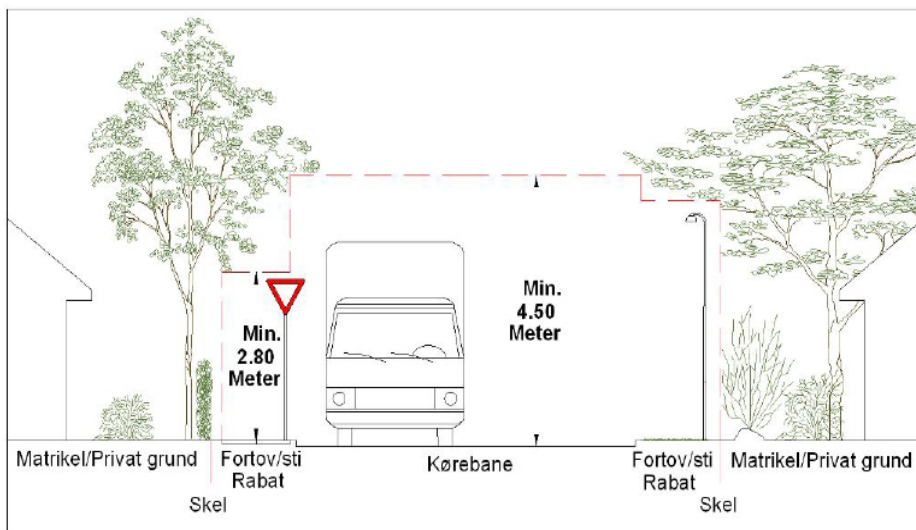 Min.
2.80
Meter
Min.
4.50
Meter
Matrikel/Privat grund
Fortov/sti
Rabat
Kørebane
Fortov/sti
Rabat
Matrikel/Privat grund
Skel
Skel